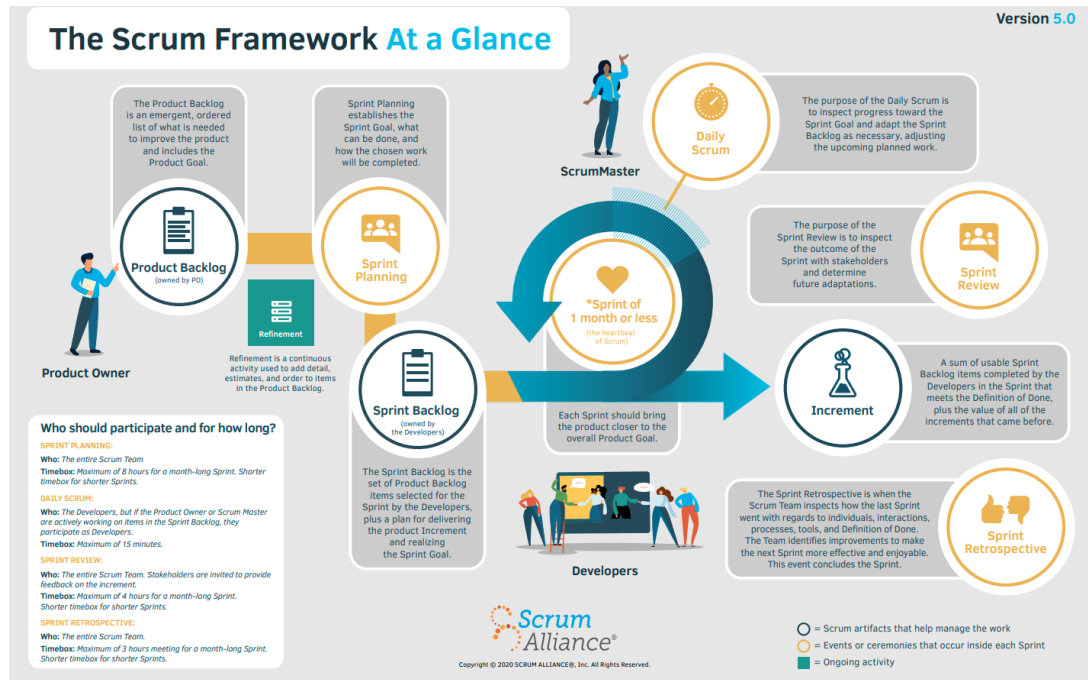 The Scrum Framework At a Glance
Version 5.0
The Product Backlog
is an emergent, ordered
list of what is needed
to improve the product
and includes the
Product Goal.
Product Backlog
(owned by PO)
Sprint Planning
establishes the
Sprint Goal, what
can be done, and
how the chosen work
will be completed.
Sprint
Planning
ScrumMaster
Daily
Scrum
The purpose of the Daily Scrum is
to inspect progress toward the
Sprint Goal and adapt the Sprint
Backlog as necessary, adjusting
the upcoming planned work.
Product Owner
Refinement
Refinement is a continuous
activity used to add detail,
estimates, and order to items
in the Product Backlog.
*Sprint of
1 month or less
(the heartbeat
of Scrum)
The purpose of the
Sprint Review is to inspect
the outcome of the
Sprint with stakeholders
and determine
future adaptations.
Sprint
Review
Sprint Backlog
(owned by
the Developers)
Each Sprint should bring
the product closer to the
overall Product Goal.
Increment
A sum of usable Sprint
Backlog items completed by the
Developers in the Sprint that
meets the Definition of Done,
plus the value of all of the
increments that came before.
Who should participate and for how long?
SPRINT PLANNING:
Who: The entire Scrum Team
Timebox: Maximum of 8 hours for a month-long Sprint. Shorter
timebox for shorter Sprints.
DAILY SCRUM:
Who: The Developers, but if the Product Owner or Scrum Master
are actively working on items in the Sprint Backlog, they
participate as Developers.
Timebox: Maximum of 15 minutes.
SPRINT REVIEW:
Who: The entire Scrum Team. Stakeholders are invited to provide
feedback on the increment.
Timebox: Maximum of 4 hours for a month-long Sprint.
Shorter timebox for shorter Sprints.
SPRINT RETROSPECTIVE:
Who: The entire Scrum Team.
Timebox: Maximum of 3 hours meeting for a month-long Sprint.
Shorter timebox for shorter Sprints.
The Sprint Backlog is the
set of Product Backlog
items selected for the
Sprint by the Developers,
plus a plan for delivering
the product Increment
and realizing
the Sprint Goal.
Developers
The Sprint Retrospective is when the
Scrum Team inspects how the last Sprint
went with regards to individuals, interactions,
processes, tools, and Definition of Done.
The Team identifies improvements to make
the next Sprint more effective and enjoyable.
This event concludes the Sprint.
Sprint
Retrospective
Scrum
Alliance®
Copyright © 2020 SCRUM ALLIANCE®, Inc. All Rights Reserved.
= Scrum artifacts that help manage the work
= Events or ceremonies that occur inside each Sprint
= Ongoing activity